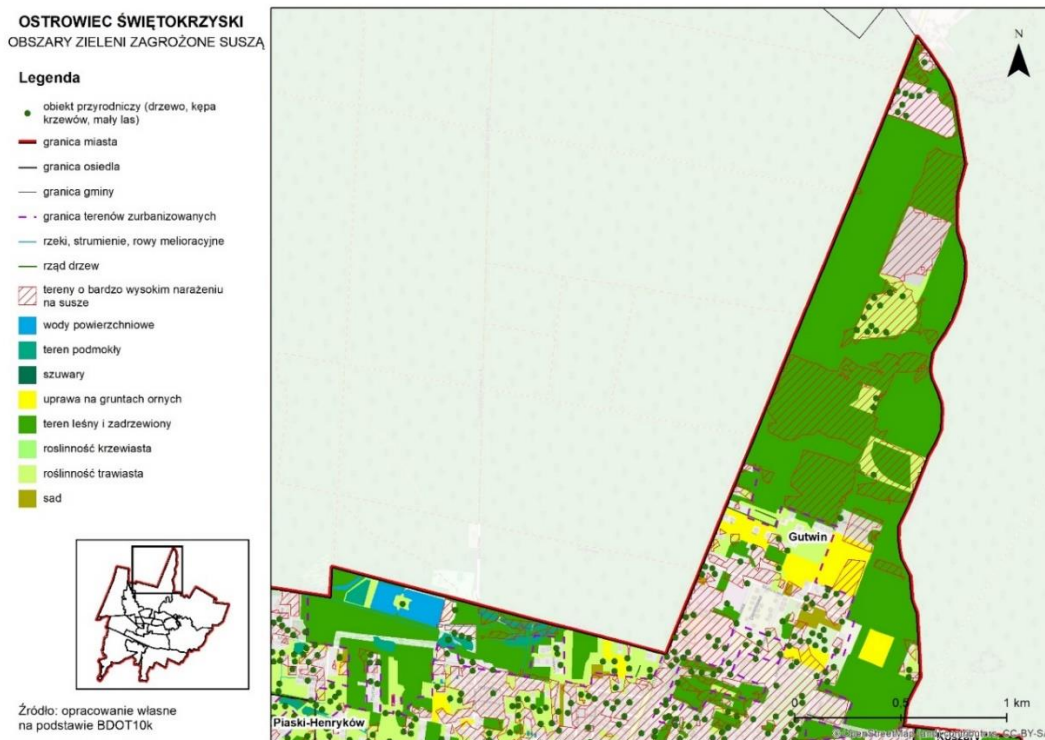 OSTROWIEC ŚWIĘTOKRZYSKI
OBSZARY ZIELENI ZAGROŻONE SUSZĄ
Legenda
obiekt przyrodniczy (drzewo, kępa
krzewów, mały las)
granica miasta
granica osiedla
granica gminy
granica terenów zurbanizowanych
rzeki, strumienie, rowy melioracyjne
rząd drzew
tereny o bardzo wysokim narażeniu
na susze
wody powierzchniowe
teren podmokły
szuwary
uprawa na gruntach ornych
teren leśny i zadrzewiony
roslinność krzewiasta
roślinność trawiasta
sad
Źródło: opracowanie własne
na podstawie BDOT10k
N
Gutwin
Piaski-Henryków
0 0,5 1 km